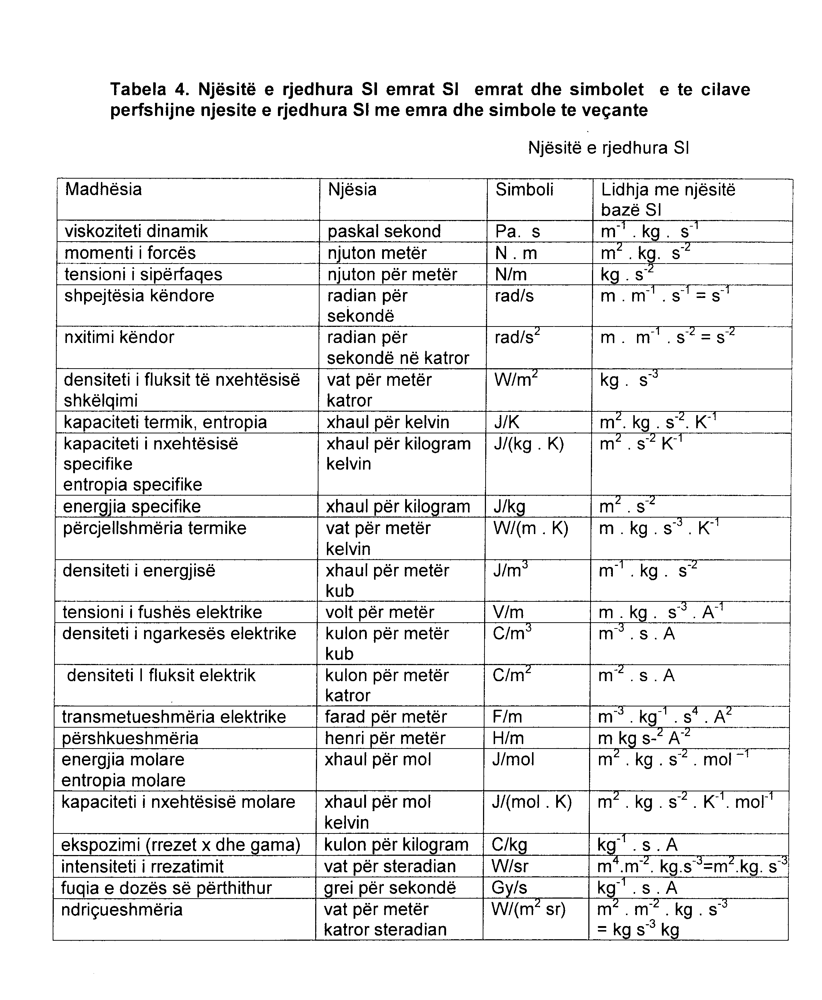 Tabela 4. Njësitë e rjedhura SI emrat SI emrat dhe simbolet e te cilave
perfshijne njesite e rjedhura SI me emra dhe simbole te veçante
Njësitë e rjedhura SI
Madhësia Njësia Simboli Lidhja me njësitë
bazë SI
viskoziteti dinamik paskal sekond Pa. s m⁻¹ . kg . s⁻¹
momenti i forcës njuton metër N . m m² . kg. s⁻²
tensioni i sipërfaqes njuton për metër N/m kg . s⁻²
shpejtësia këndore radian për rad/s m . m⁻¹ . s⁻¹ = s⁻¹
sekondë
nxitimi këndor radian për rad/s² m . m⁻¹ . s⁻² = s⁻²
sekondë në katror
densiteti i fluksit të nxehtësisë vat për metër W/m² kg . s⁻³
shkëlqimi katror
kapaciteti termik, entropia xhaul për kelvin J/K m². kg . s⁻². K⁻¹
kapaciteti i nxehtësisë xhaul për kilogram J/(kg . K) m² . s⁻² K⁻¹
specifike kelvin
entropia specifike
energjia specifike xhaul për kilogram J/kg m² . s⁻²
përcjellshmëria termike vat për metër W/(m . K) m . kg . s⁻³ . K⁻¹
kelvin
densiteti i energjisë xhaul për metër J/m³ m⁻¹ . kg . s⁻²
kub
tensioni i fushës elektrike volt për metër V/m m . kg . s⁻³ . A⁻¹
densiteti i ngarkesës elektrike kulon për metër C/m³ m⁻³ . s . A
kub
densiteti I fluksit elektrik kulon për metër C/m² m⁻² . s . A
katror
transmetueshmëria elektrike farad për metër F/m m⁻³ . kg⁻¹ . s⁴ . A²
përshkueshmëria henri për metër H/m m kg s-² A⁻²
energjia molare xhaul për mol J/mol m² . kg . s⁻² . mol ⁻¹
entropia molare
kapaciteti i nxehtësisë molare xhaul për mol J/(mol . K) m² . kg . s⁻² . K⁻¹. mol⁻¹
kelvin
ekspozimi (rrezet x dhe gama) kulon për kilogram C/kg kg⁻¹ . s . A
intensiteti i rrezatimit vat për steradian W/sr m⁴.m⁻². kg.s⁻³=m².kg. s⁻³
fuqia e dozës së përthithur grei për sekondë Gy/s kg⁻¹ . s . A
ndriçueshmëria vat për metër W/(m² sr) m² . m⁻² . kg . s⁻³
katror steradian = kg s⁻³ kg